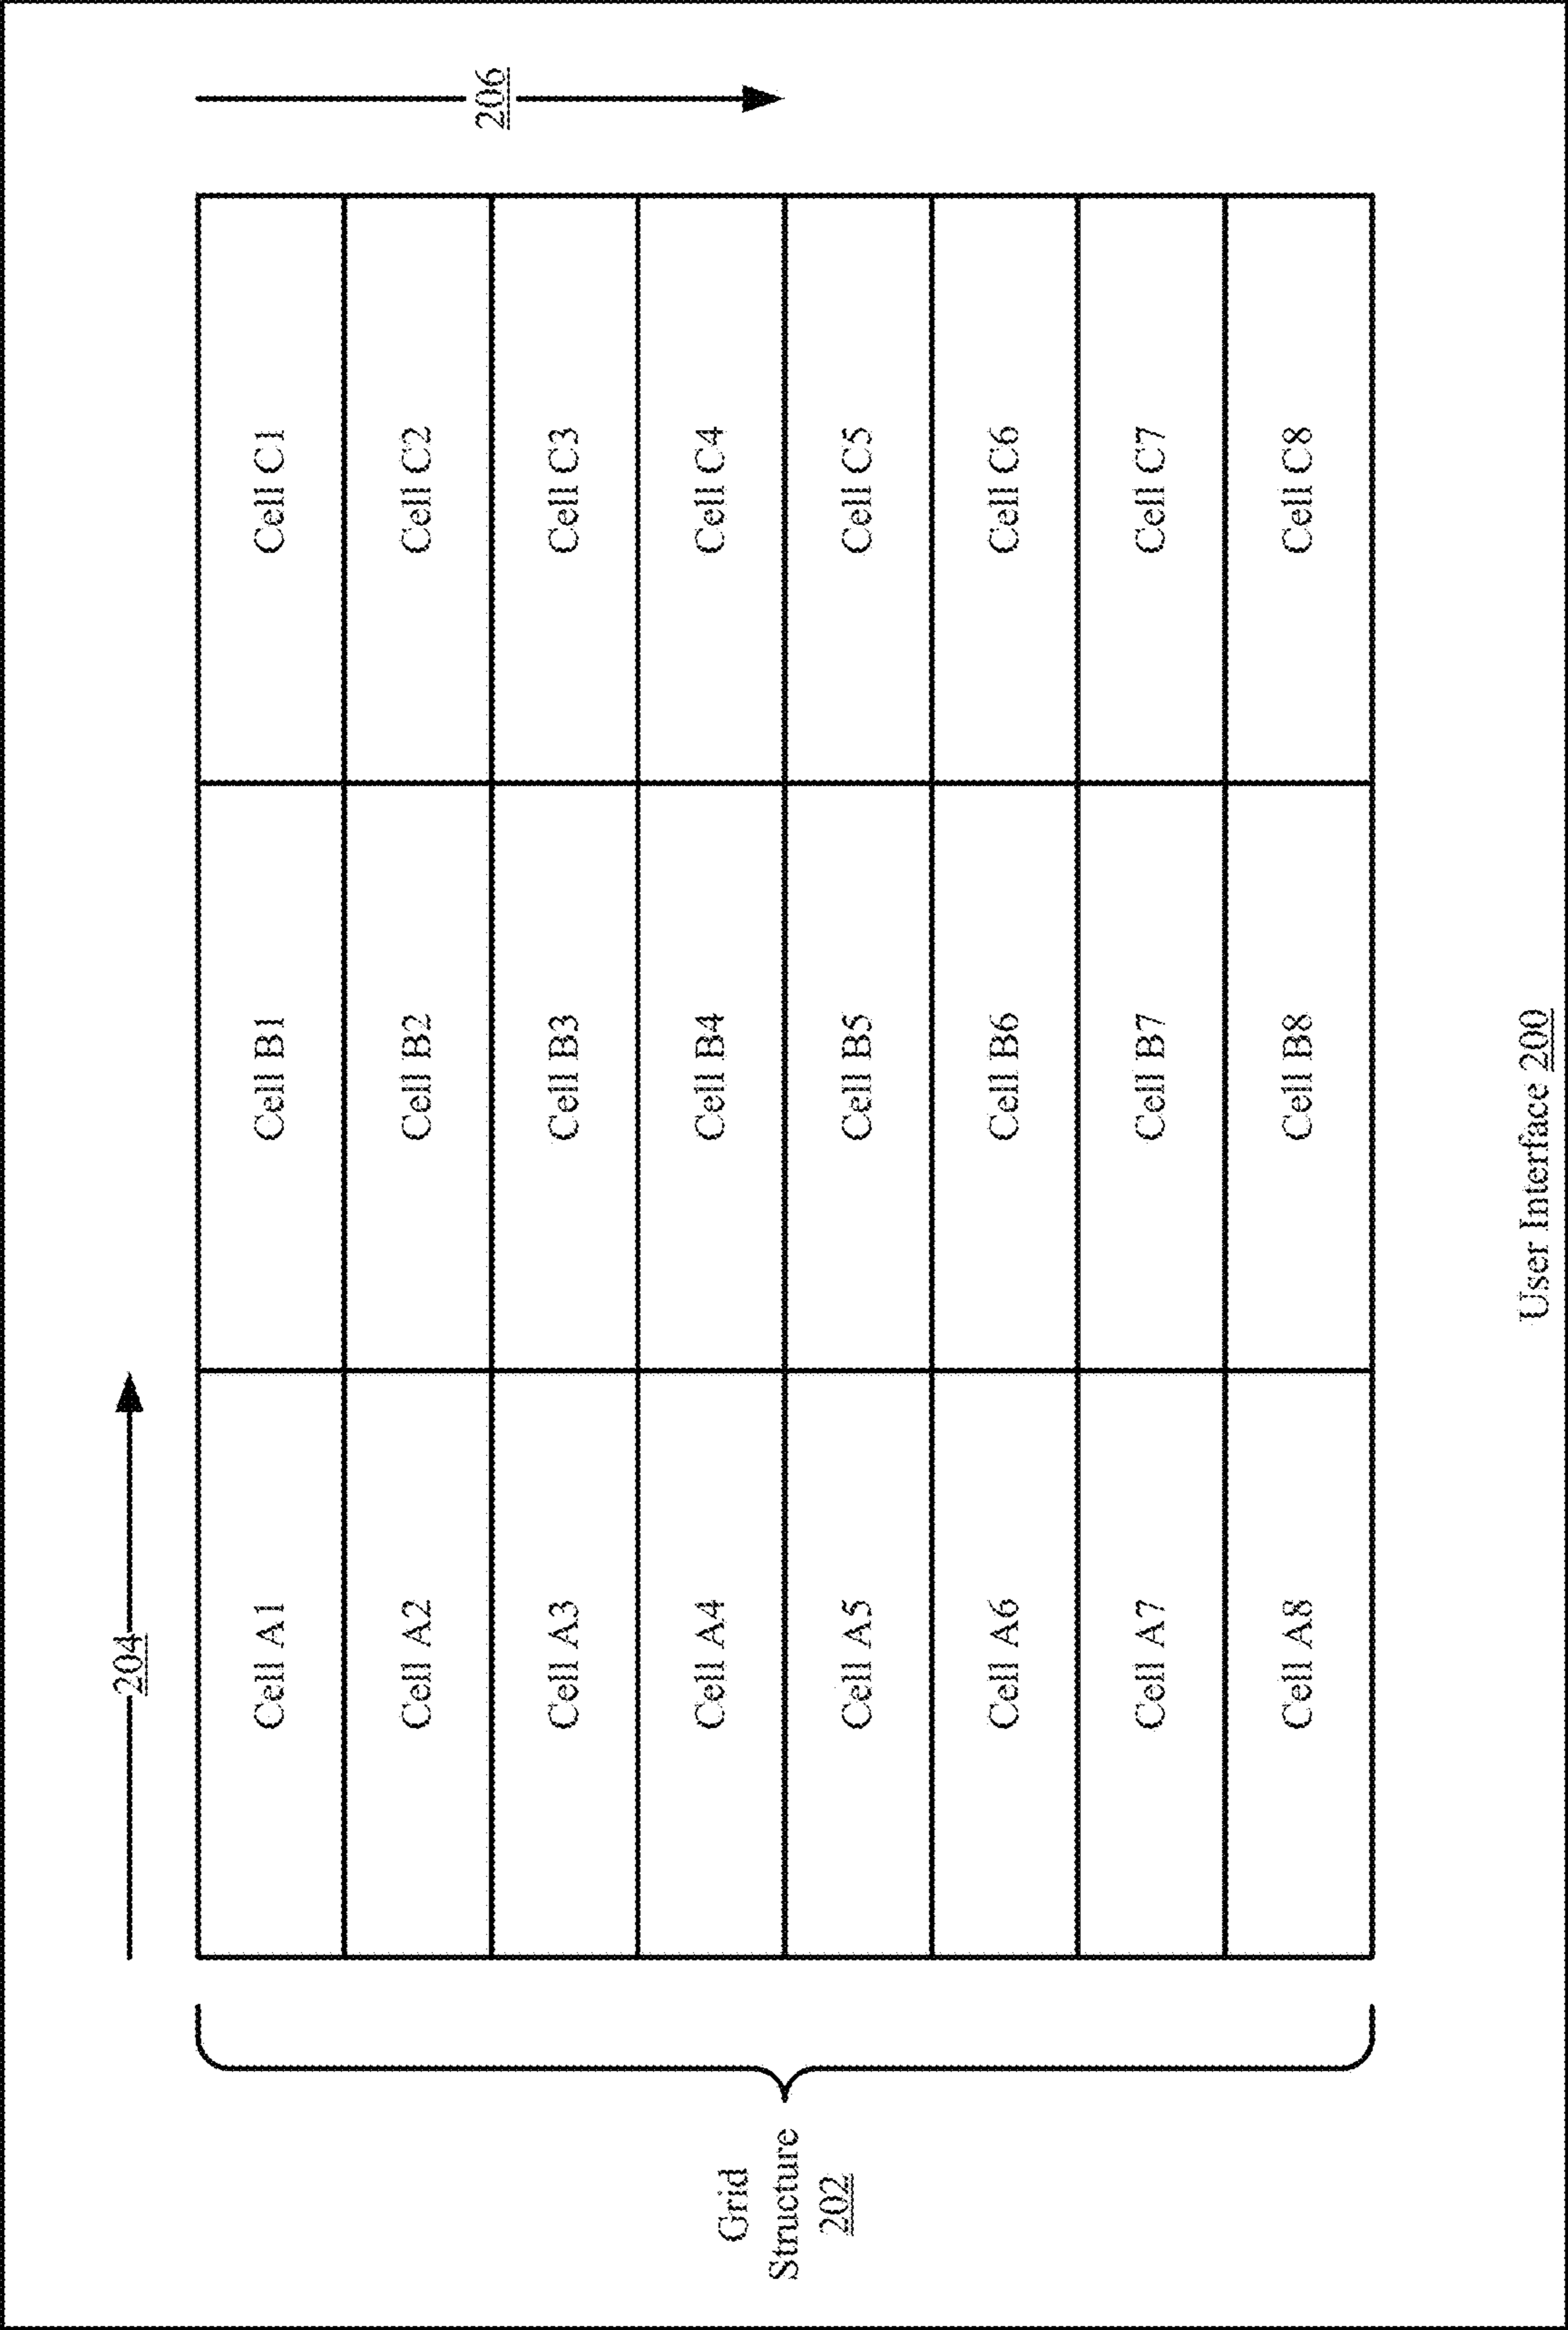 204
206
Grid
Structure
202
Cell A1 Cell B1 Cell C1
Cell A2 Cell B2 Cell C2
Cell A3 Cell B3 Cell C3
Cell A4 Cell B4 Cell C4
Cell A5 Cell B5 Cell C5
Cell A6 Cell B6 Cell C6
Cell A7 Cell B7 Cell C7
Cell A8 Cell B8 Cell C8
User Interface 200